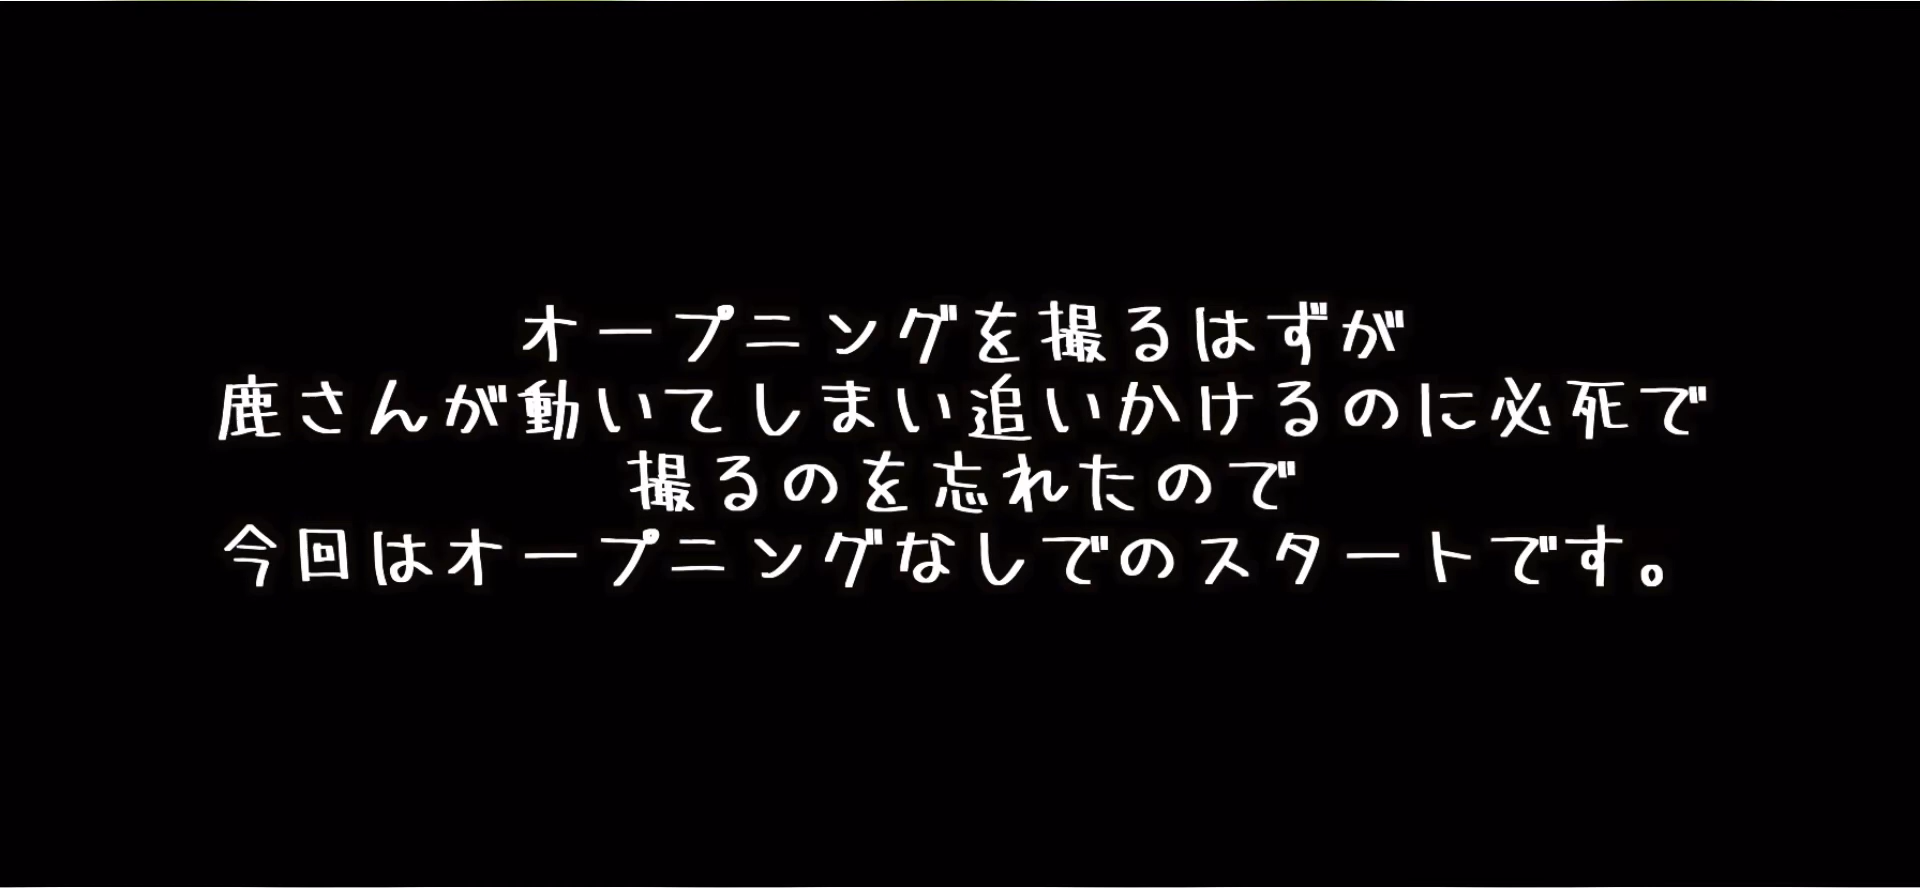 オープニングを撮るはずが
鹿さんが動いてしまい追いかけるのに必死で
撮るのを忘れたので
今回はオープニングなしでのスタートです。